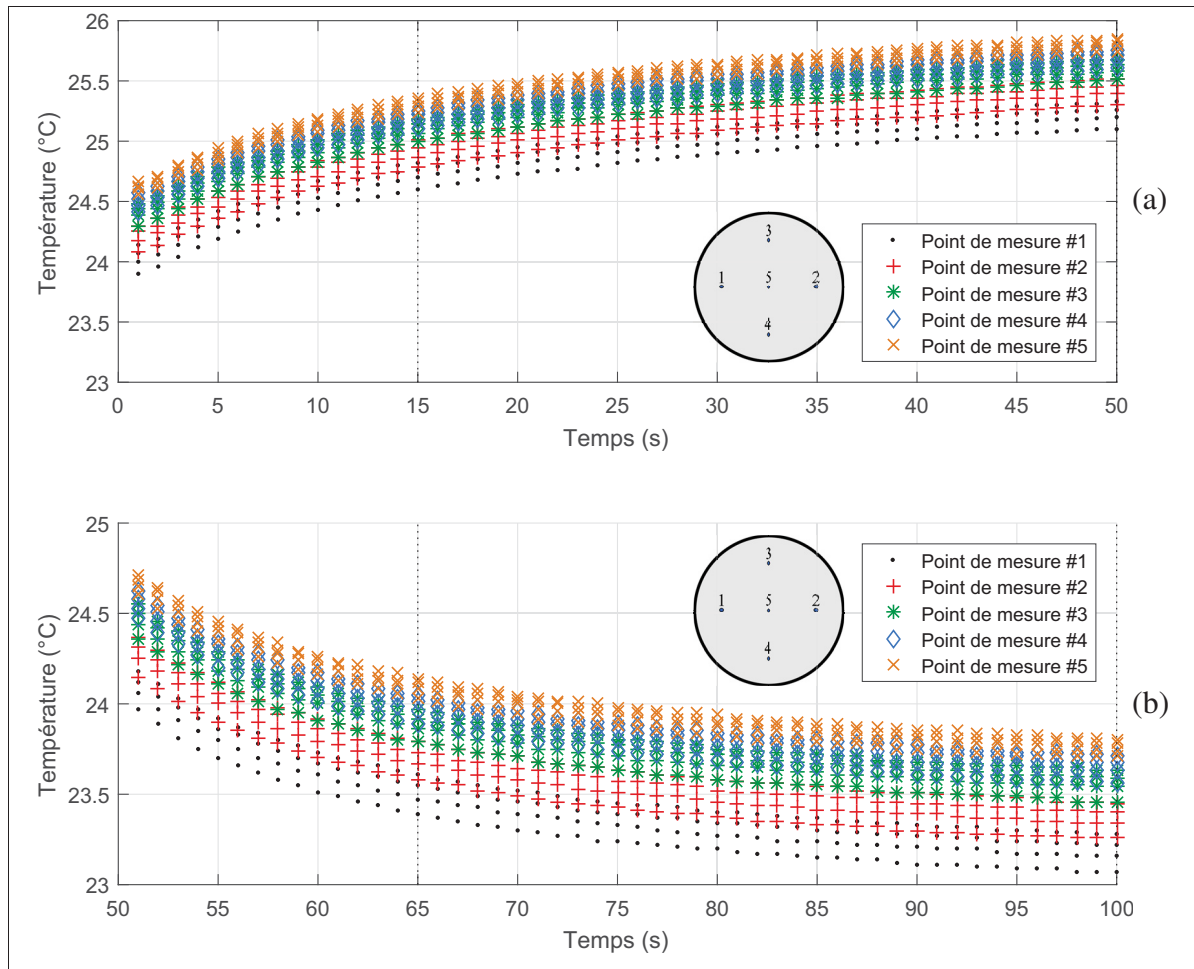 26
25.5
25
24.5
24
23.5
23
Température (°C)
0 5 10 15 20 25 30 35 40 45 50
Temps (s)
3
1 5 2
4
Point de mesure #1
Point de mesure #2
Point de mesure #3
Point de mesure #4
Point de mesure #5
(a)
25
24.5
24
23.5
23
Température (°C)
50 55 60 65 70 75 80 85 90 95 100
Temps (s)
3
1 5 2
4
Point de mesure #1
Point de mesure #2
Point de mesure #3
Point de mesure #4
Point de mesure #5
(b)